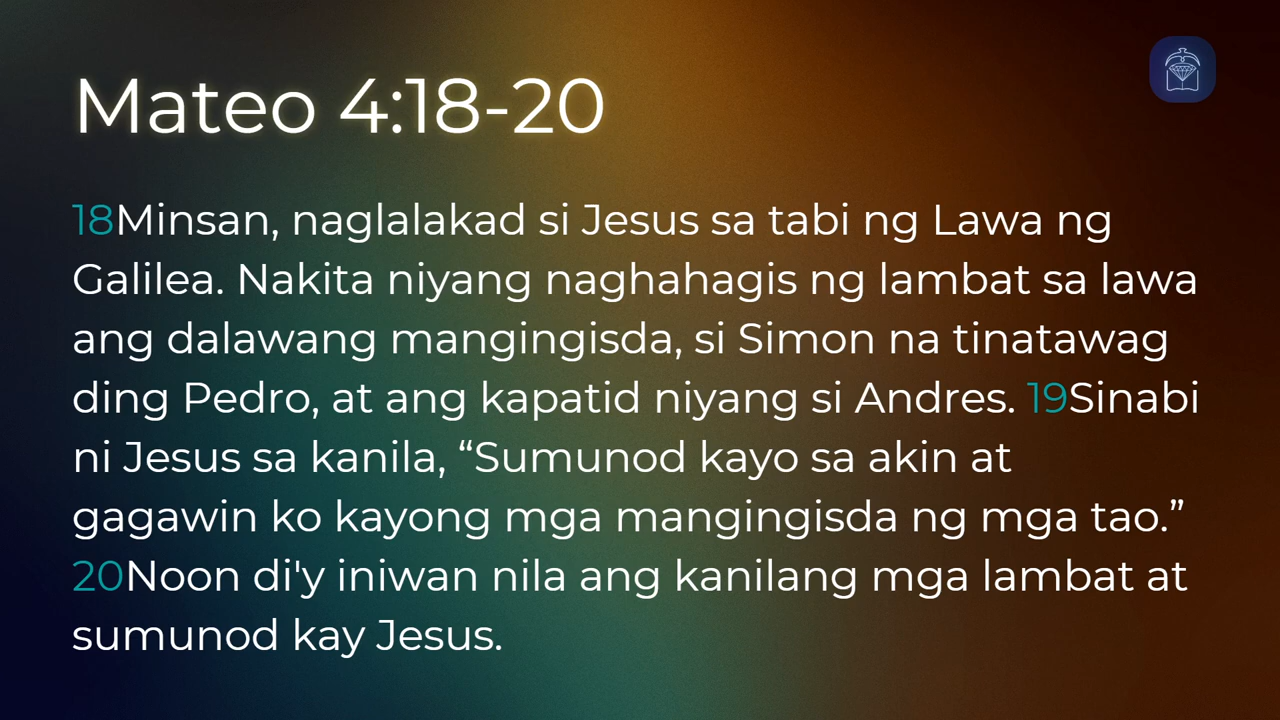 Mateo 4:18-20
18Minsan, naglalakad si Jesus sa tabi ng Lawa ng
Galilea. Nakita niyang naghahagis ng lambat sa lawa
ang dalawang mangingisda, si Simon na tinatawag
ding Pedro, at ang kapatid niyang si Andres. 19Sinabi
ni Jesus sa kanila, “Sumunod kayo sa akin at
gagawin ko kayong mga mangingisda ng mga tao.”
20Noon di'y iniwan nila ang kanilang mga lambat at
sumunod kay Jesus.